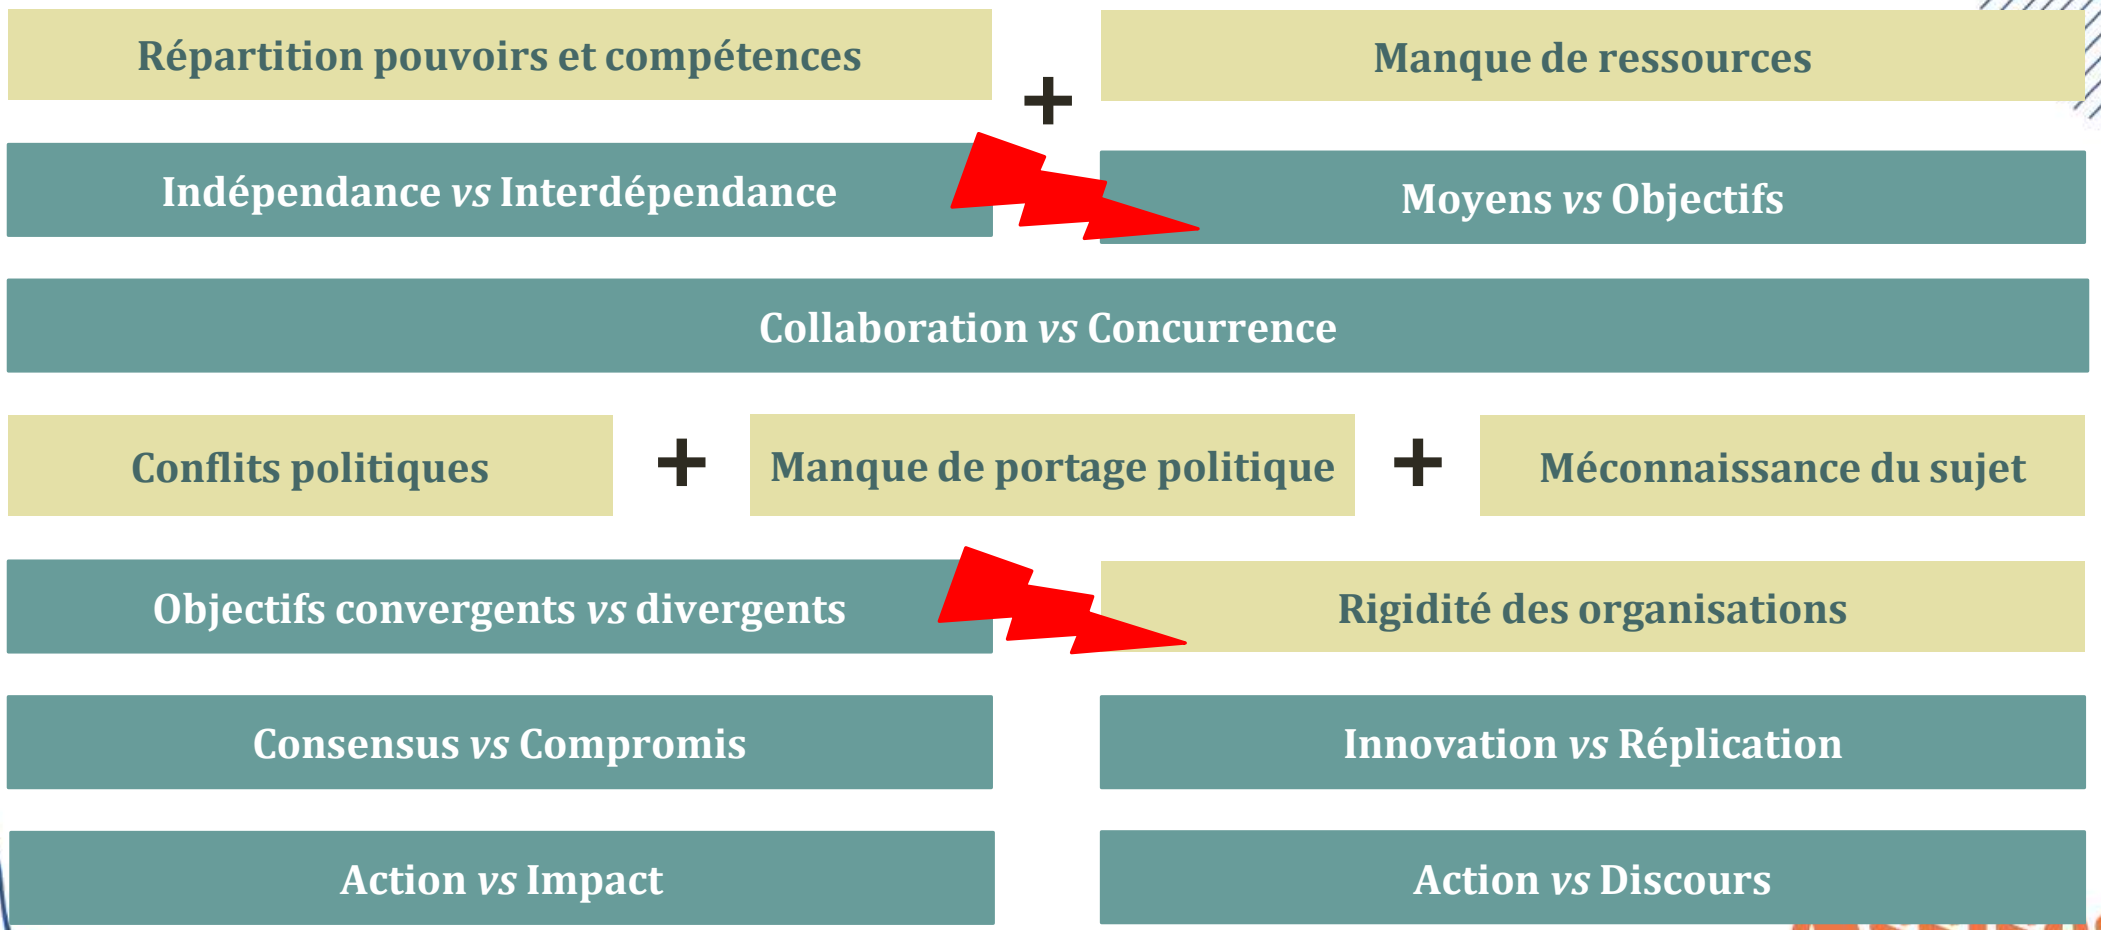 Répartition pouvoirs et compétences
Manque de ressources
+
Indépendance vs Interdépendance
Moyens vs Objectifs
Collaboration vs Concurrence
Conflits politiques
+
Manque de portage politique
+
Méconnaissance du sujet
Objectifs convergents vs divergents
Rigidité des organisations
Consensus vs Compromis
Innovation vs Réplication
Action vs Impact
Action vs Discours